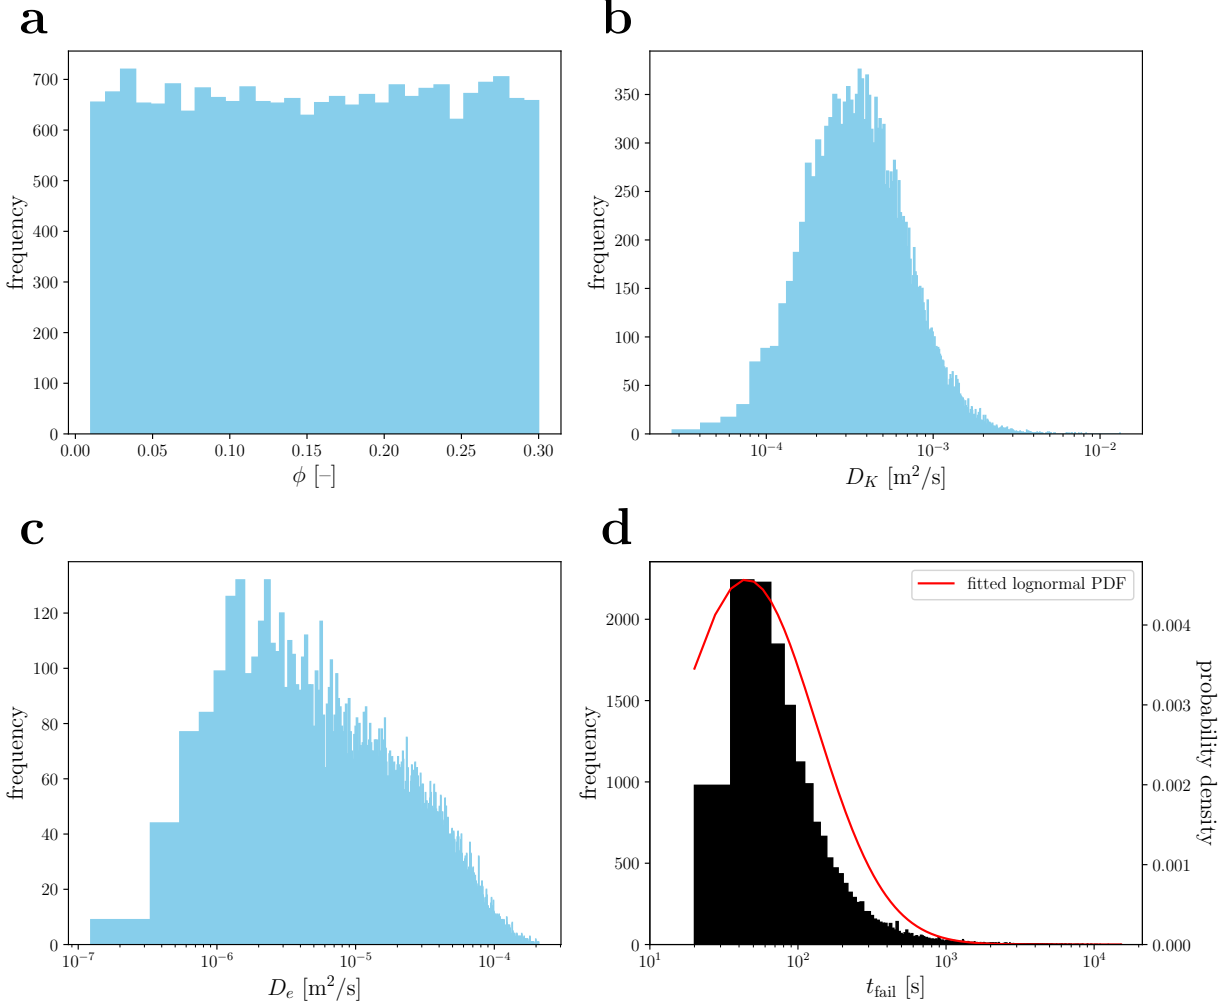 a
700
600
500
400
300
200
100
0
frequency
0.00 0.05 0.10 0.15 0.20 0.25 0.30
ϕ [–]
b
350
300
250
200
150
100
50
0
frequency
10⁻⁴ 10⁻³ 10⁻²
D_K [m²/s]
c
120
100
80
60
40
20
0
frequency
10⁻⁷ 10⁻⁶ 10⁻⁵ 10⁻⁴
D_e [m²/s]
d
fitted lognormal PDF
2000
1500
1000
500
0
frequency
0.004
0.003
0.002
0.001
0.000
probability density
10¹ 10² 10³ 10⁴
t_fail [s]